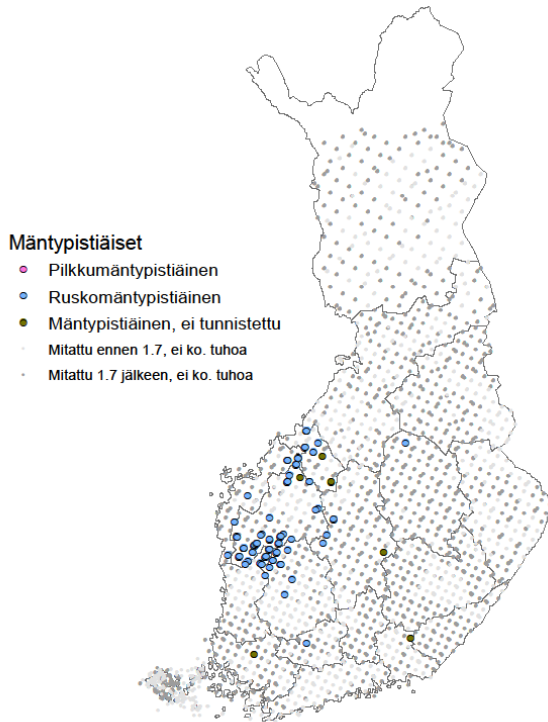 Mäntypistiäiset
Pilkkumäntypistiäinen
Ruskomäntypistiäinen
Mäntypistiäinen, ei tunnistettu
Mitattu ennen 1.7, ei ko. tuhoa
Mitattu 1.7 jälkeen, ei ko. tuhoa